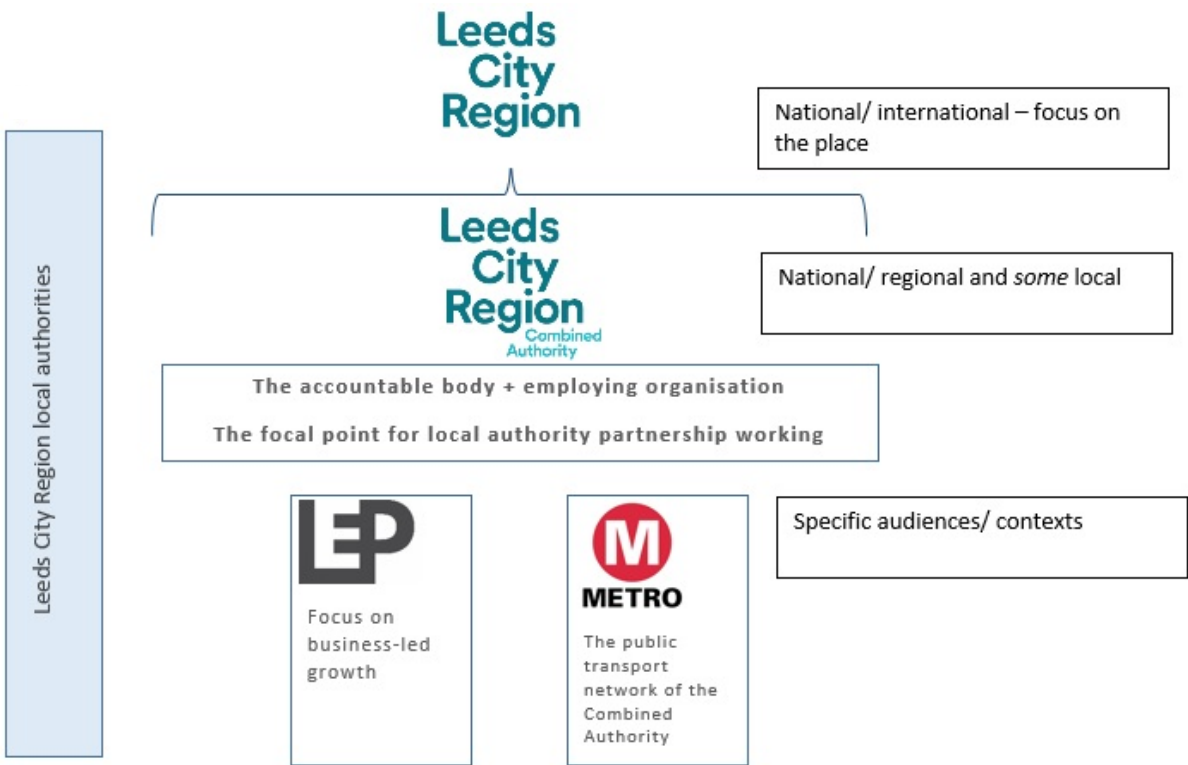 Leeds
City
Region
National/ international – focus on
the place
Leeds City Region local authorities
Leeds
City
Region
Combined
Authority
National/ regional and some local
The accountable body + employing organisation
The focal point for local authority partnership working
LEP
Focus on
business-led
growth
M
METRO
The public
transport
network of the
Combined
Authority
Specific audiences/ contexts